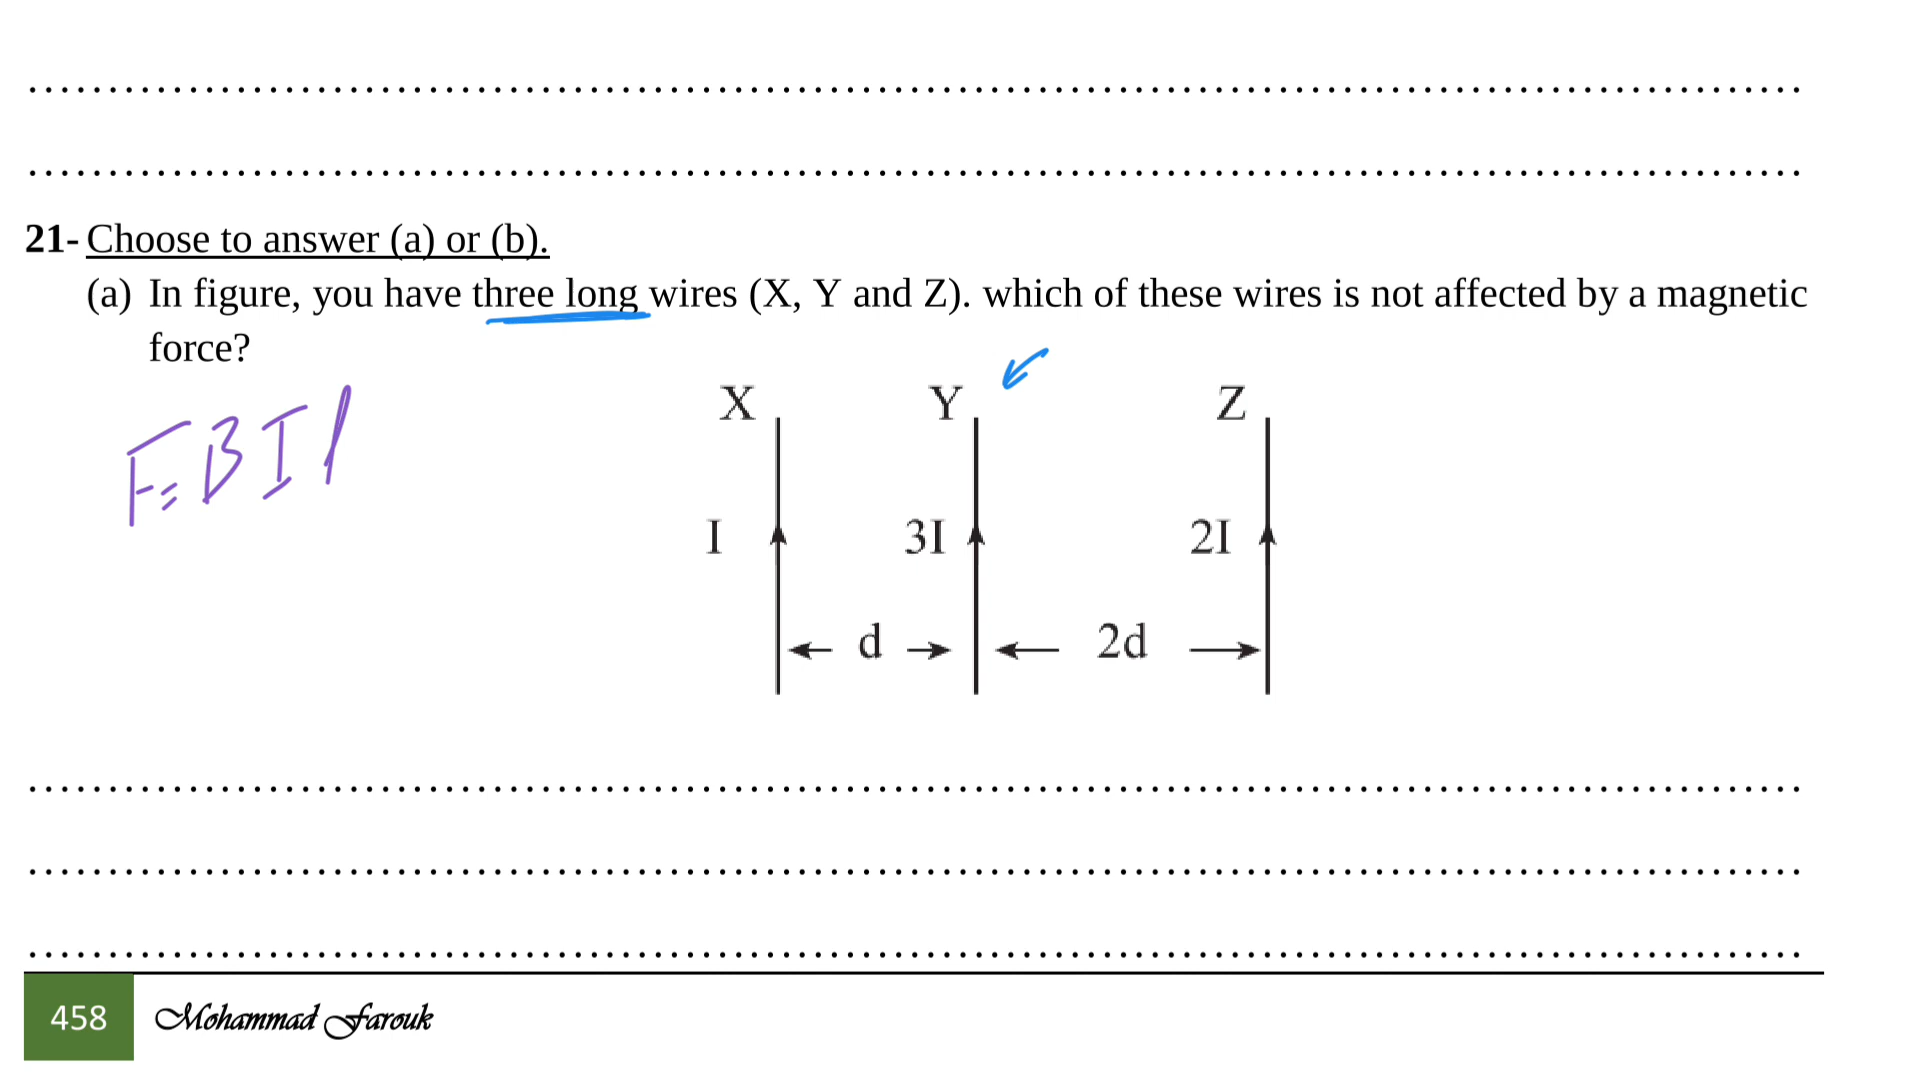 21- Choose to answer (a) or (b).
(a) In figure, you have three long wires (X, Y and Z). which of these wires is not affected by a magnetic
force?
F=BIl
X Y Z
I 3I 2I
d 2d
458 Mohammad Farouk